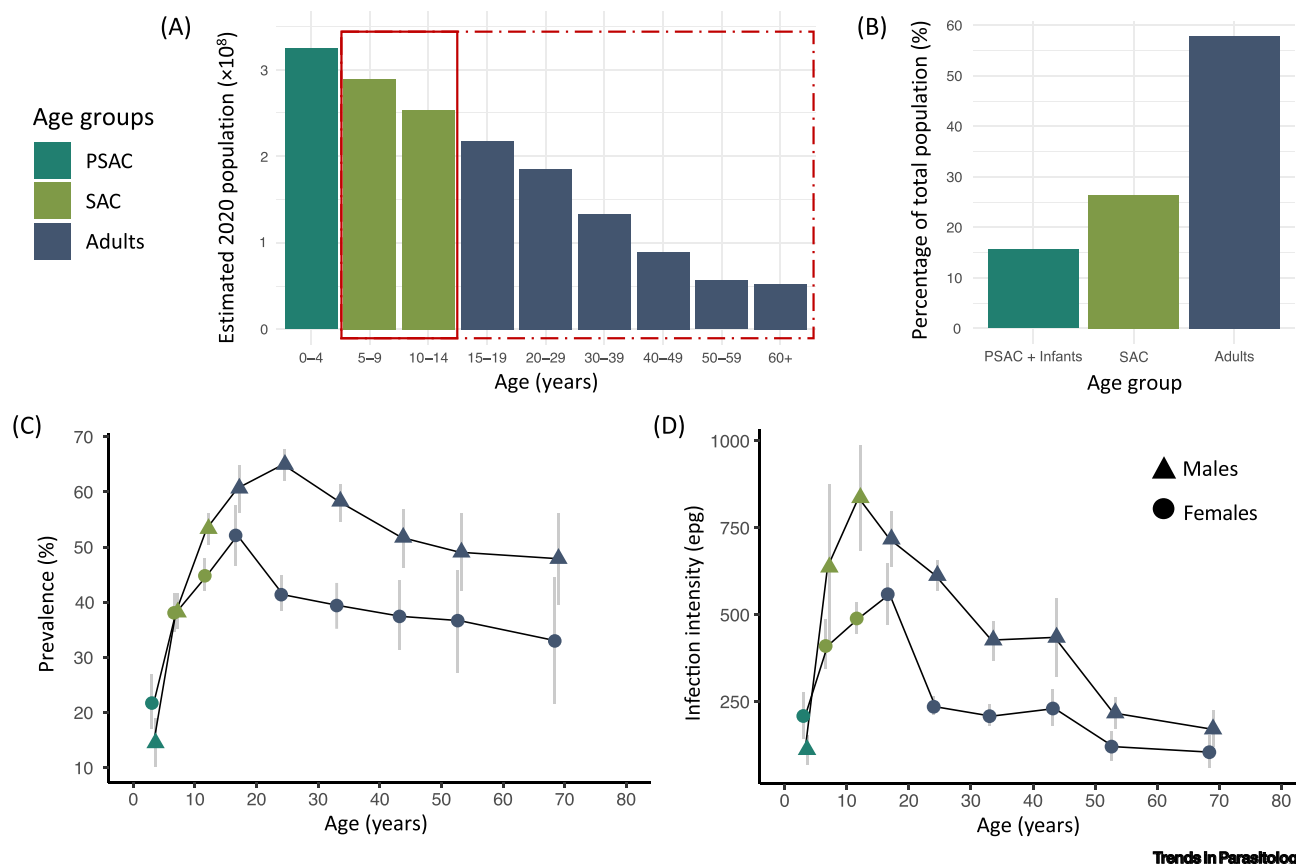 (A)
Estimated 2020 population (×10⁸)
3
2
1
0
0–4 5–9 10–14 15–19 20–29 30–39 40–49 50–59 60+
Age (years)
Age groups
PSAC
SAC
Adults
(B)
Percentage of total population (%)
60
50
40
30
20
10
0
PSAC + Infants SAC Adults
Age group
(C)
Prevalence (%)
70
60
50
40
30
20
10
0 10 20 30 40 50 60 70 80
Age (years)
(D)
Infection intensity (epg)
1000
750
500
250
0 10 20 30 40 50 60 70 80
Age (years)
Males
Females
Trends in Parasitolog